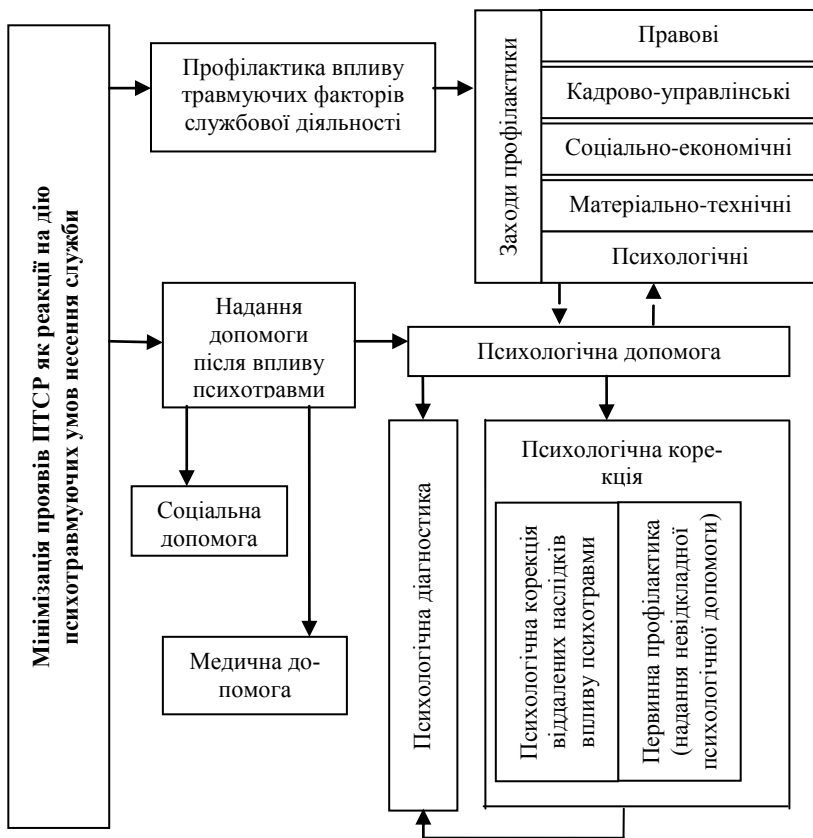 Мінімізація проявів ПТСР як реакції на дію
психотравмуючих умов несення служби
Профілактика впливу
травмуючих факторів
службової діяльності
Заходи профілактики
Правові
Кадрово-управлінські
Соціально-економічні
Матеріально-технічні
Психологічні
Надання
допомоги
після впливу
психотравми
Психологічна допомога
Соціальна
допомога
Медична до-
помога
Психологічна діагностика
Психологічна коре-
кція
Психологічна корекція
віддалених наслідків
впливу психотравми
Первинна профілактика
(надання невідкладної
психологічної допомоги)